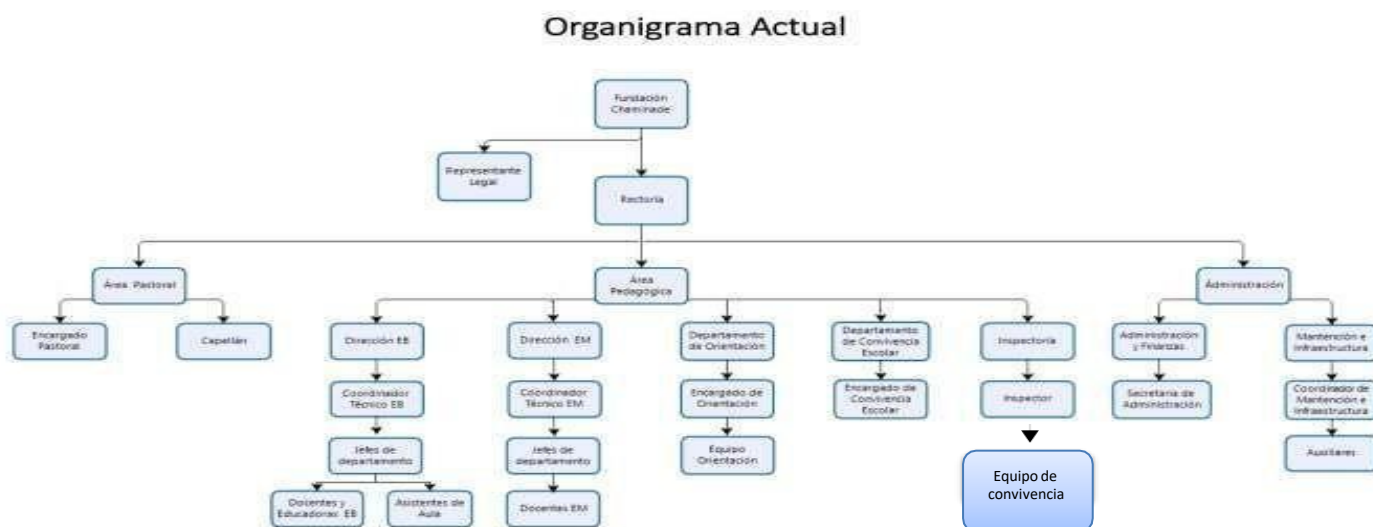 Organigrama Actual
Fundación
Chaminade
Representante
Legal
Rectoría
Área Pastoral
Área
Pedagógica
Administración
Encargado
Pastoral
Capellán
Dirección EB
Dirección EM
Departamento
de Orientación
Departamento
de Convivencia
Escolar
Inspectoría
Administración
y Finanzas
Mantención e
Infraestructura
Coordinador
Técnico EB
Coordinador
Técnico EM
Encargado de
Orientación
Encargado de
Convivencia
Escolar
Inspector
Secretaria de
Administración
Coordinador de
Mantención e
Infraestructura
Jefes de
departamento
Jefes de
departamento
Equipo
Orientación
Equipo de
convivencia
Auxiliares
Docentes y
Educadoras EB
Asistentes de
Aula
Docentes EM